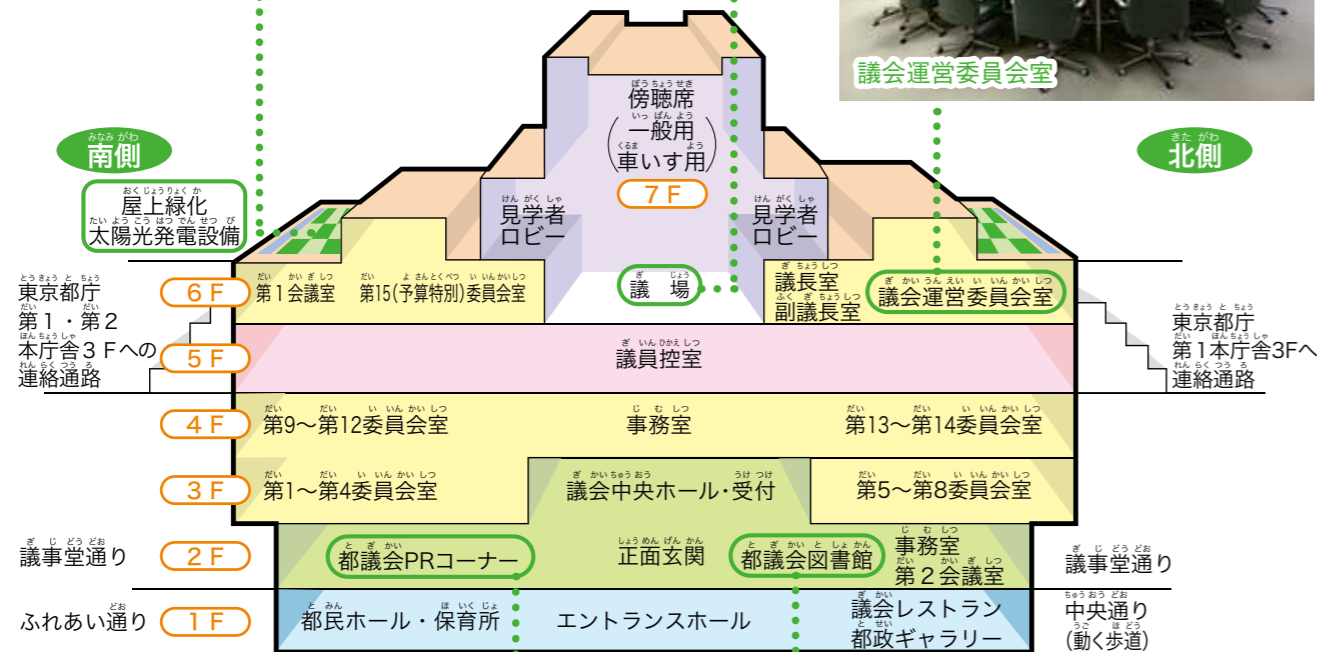 議会運営委員会室
南側
北側
屋上緑化
太陽光発電設備
傍聴席
(一般用
車いす用)
7F
見学者
ロビー
見学者
ロビー
東京都庁
第1・第2
本庁舎3Fへの
連絡通路
6F
第1会議室
第15(予算特別)委員会室
議場
議長室
副議長室
議会運営委員会室
東京都庁
第1本庁舎3Fへ
連絡通路
5F
議員控室
4F
第9〜第12委員会室
事務室
第13〜第14委員会室
3F
第1〜第4委員会室
議会中央ホール・受付
第5〜第8委員会室
議事堂通り
2F
都議会PRコーナー
正面玄関
都議会図書館
事務室
第2会議室
議事堂通り
ふれあい通り
1F
都民ホール・保育所
エントランスホール
議会レストラン
都政ギャラリー
中央通り
(動く歩道)